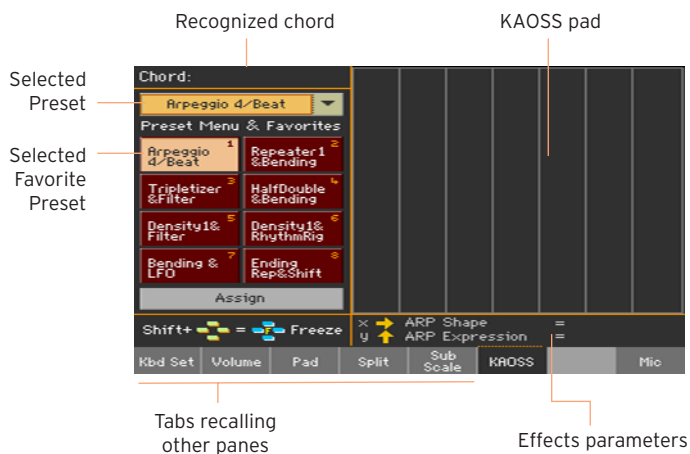 Recognized chord
KAOSS pad
Selected
Preset
Selected
Favorite
Preset
Chord:
Arpeggio 4/Beat
Preset Menu & Favorites
Arpeggio 1
4/Beat
Repeater1 2
&Bending
Tripletizer 3
&Filter
HalfDouble 4
&Bending
Density1& 5
Filter
Density1& 6
RhythmRig
Bending & 7
LFO
Ending 8
Rep&Shift
Assign
Shift+ = F Freeze
x ARP Shape =
y ARP Expression =
Kbd Set
Volume
Pad
Split
Sub
Scale
KAOSS
Mic
Tabs recalling
other panes
Effects parameters